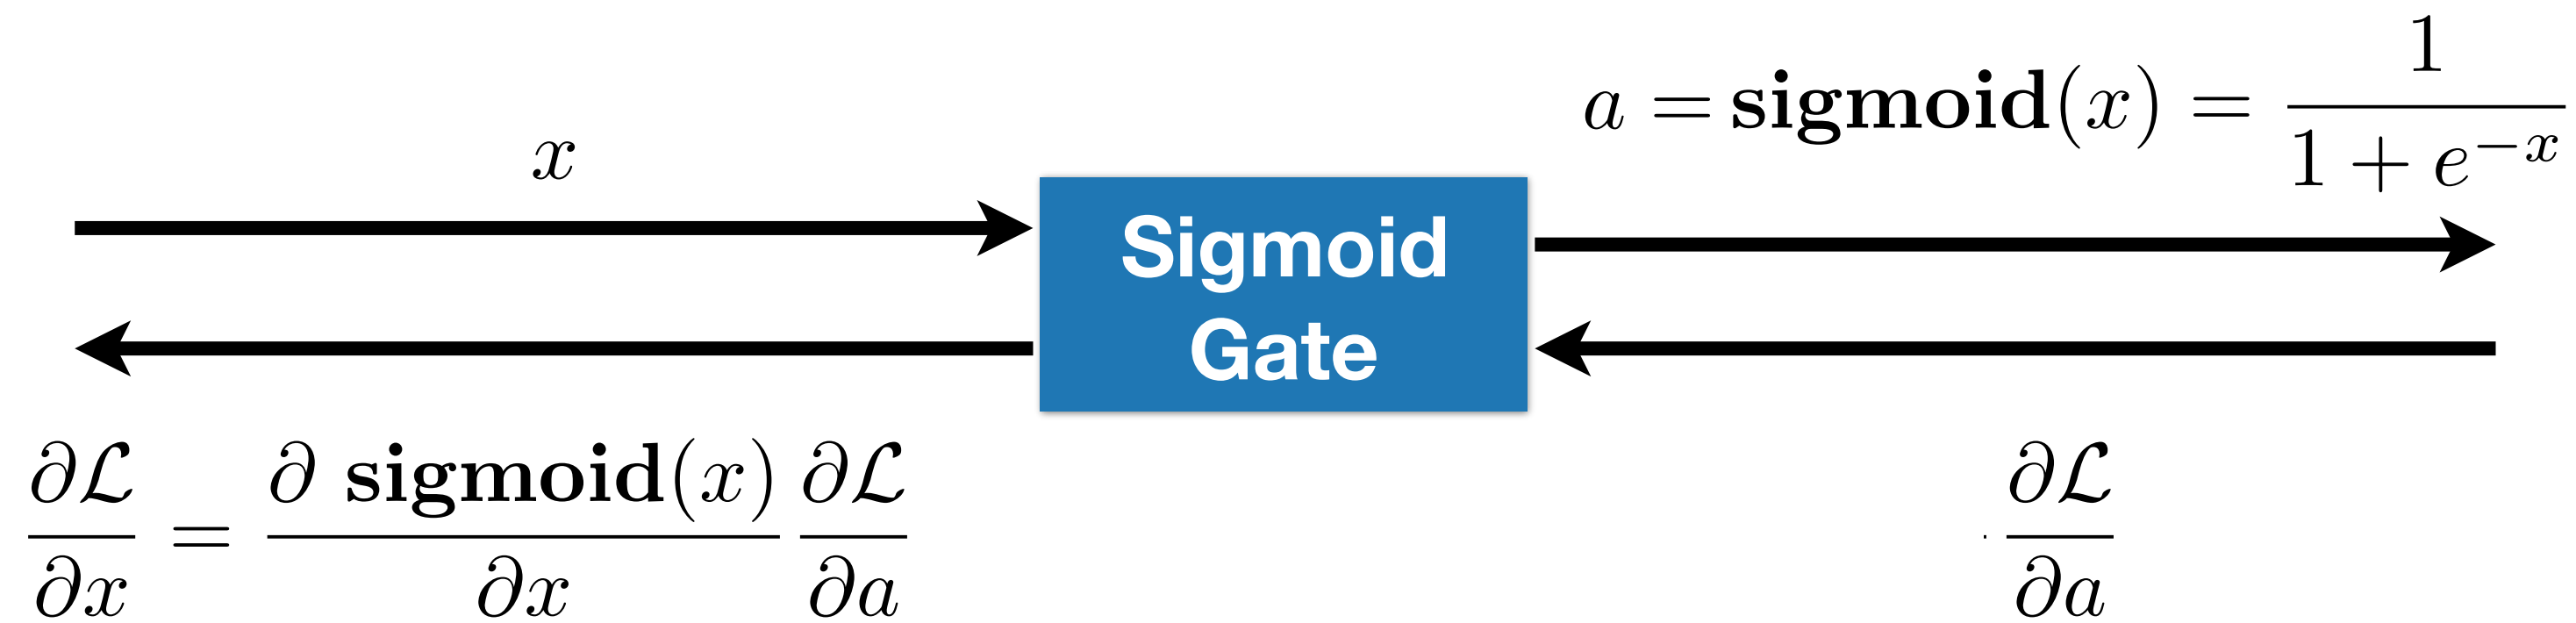 x
a = sigmoid(x) = 1 / (1 + e^{-x})
Sigmoid
Gate
∂ℒ/∂x = ∂ sigmoid(x)/∂x ∂ℒ/∂a
· ∂ℒ/∂a